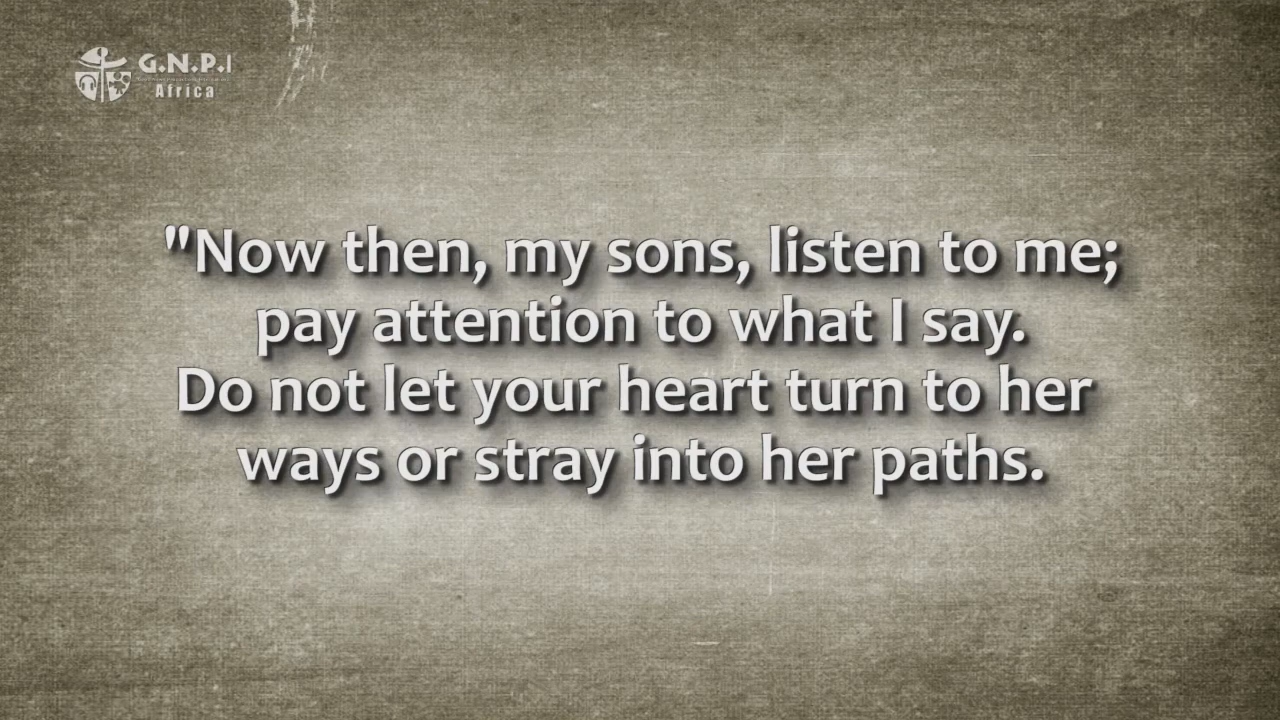 G.N.P.I
Africa
"Now then, my sons, listen to me;
pay attention to what I say.
Do not let your heart turn to her
ways or stray into her paths.